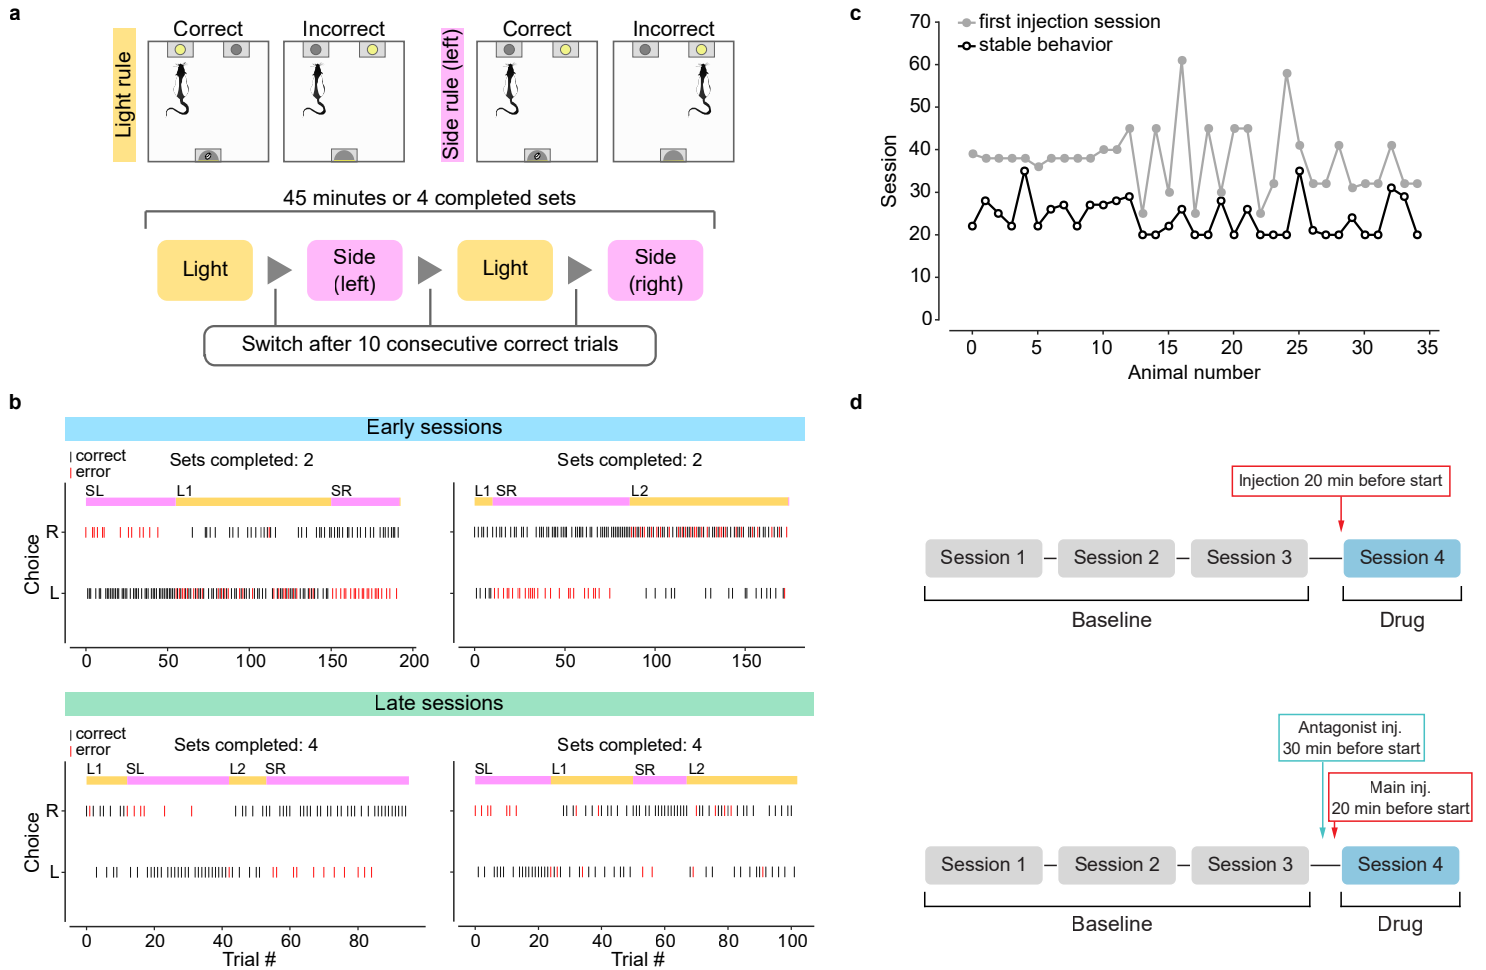 a
Correct
Incorrect
Light rule
Correct
Incorrect
Side rule (left)
45 minutes or 4 completed sets
Light
Side
(left)
Light
Side
(right)
Switch after 10 consecutive correct trials
b
Early sessions
correct
error
Sets completed: 2
SL
L1
SR
R
L
Choice
0
50
100
150
200
Sets completed: 2
L1
SR
L2
0
50
100
150
Late sessions
correct
error
Sets completed: 4
L1
SL
L2
SR
R
L
Choice
0
20
40
60
80
Trial #
Sets completed: 4
SL
L1
SR
L2
0
20
40
60
80
100
Trial #
c
first injection session
stable behavior
70
60
50
40
30
20
10
0
Session
0
5
10
15
20
25
30
35
Animal number
d
Injection 20 min before start
Session 1
Session 2
Session 3
Session 4
Baseline
Drug
Antagonist inj.
30 min before start
Main inj.
20 min before start
Session 1
Session 2
Session 3
Session 4
Baseline
Drug